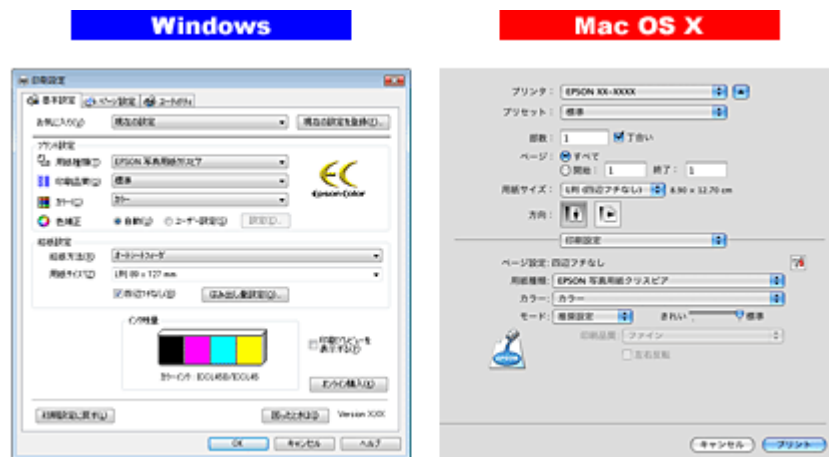 Windows
Mac OS X
印刷設定
基本設定 ページ設定 ユーティリティ
お気に入り(V) 現在の設定 現在の設定を登録(Z)...
プリント設定
用紙種類(T) EPSON 写真用紙クリスピア
印刷品質(Q) 標準
カラー(C) カラー
色補正 自動(M) ユーザー設定(S) 設定(D)...
EpsonColor
給紙設定
給紙方法(R) オートシートフィーダ
用紙サイズ(Z) L判 89 x 127 mm
四辺フチなし(B) はみ出し量設定(G)...
インク残量
カラーインク : ICCL45B/ICCL45
印刷プレビューを
表示する(P)
初期設定に戻す(L)
Version X.XX
OK キャンセル ヘルプ
プリンタ： EPSON XX-XXXX
プリセット： 標準
部数： 1 丁合い
ページ： すべて
開始： 1 終了： 1
用紙サイズ： L判 (四辺フチなし) 8.90 x 12.70 cm
方向：
印刷設定
ページ設定: 四辺フチなし
用紙種類: EPSON 写真用紙クリスピア
カラー: カラー
モード: 推奨設定 きれい 標準
印刷品質: ファイン
左右反転
EPSON
キャンセル プリント